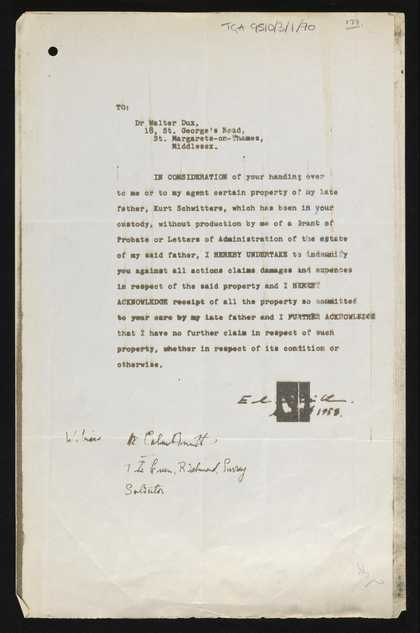 TGA 9510/3/1/90
TO:
Dr Walter Dux,
18, St. George's Road,
St. Margarets-on-Thames,
Middlesex.
IN CONSIDERATION of your handing over
to me or to my agent certain property of my late
father, Kurt Schwitters, which has been in your
custody, without production by me of a Grant of
Probate or Letters of Administration of the estate
of my said father, I HEREBY UNDERTAKE to indemnify
you against all actions claims damages and expences
in respect of the said property and I HEREBY
ACKNOWLEDGE receipt of all the property so committed
to your care by my late father and I FURTHER ACKNOWLEDGE
that I have no further claim in respect of such
property, whether in respect of its condition or
otherwise.
1958.
Witness
The Green, Richmond, Surrey
Solicitor